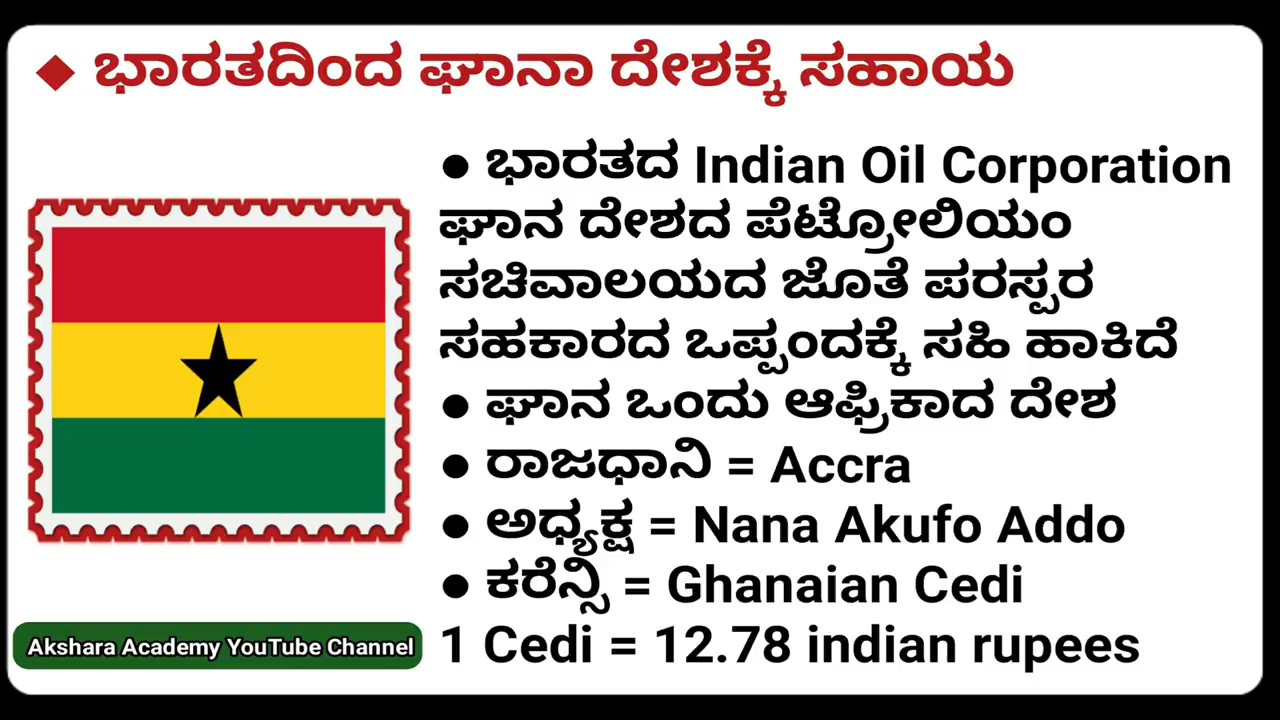 ◆ ಭಾರತದಿಂದ ಘಾನಾ ದೇಶಕ್ಕೆ ಸಹಾಯ
● ಭಾರತದ Indian Oil Corporation
ಘಾನ ದೇಶದ ಪೆಟ್ರೋಲಿಯಂ
ಸಚಿವಾಲಯದ ಜೊತೆ ಪರಸ್ಪರ
ಸಹಕಾರದ ಒಪ್ಪಂದಕ್ಕೆ ಸಹಿ ಹಾಕಿದೆ
● ಘಾನ ಒಂದು ಆಫ್ರಿಕಾದ ದೇಶ
● ರಾಜಧಾನಿ = Accra
● ಅಧ್ಯಕ್ಷ = Nana Akufo Addo
● ಕರೆನ್ಸಿ = Ghanaian Cedi
1 Cedi = 12.78 indian rupees
Akshara Academy YouTube Channel